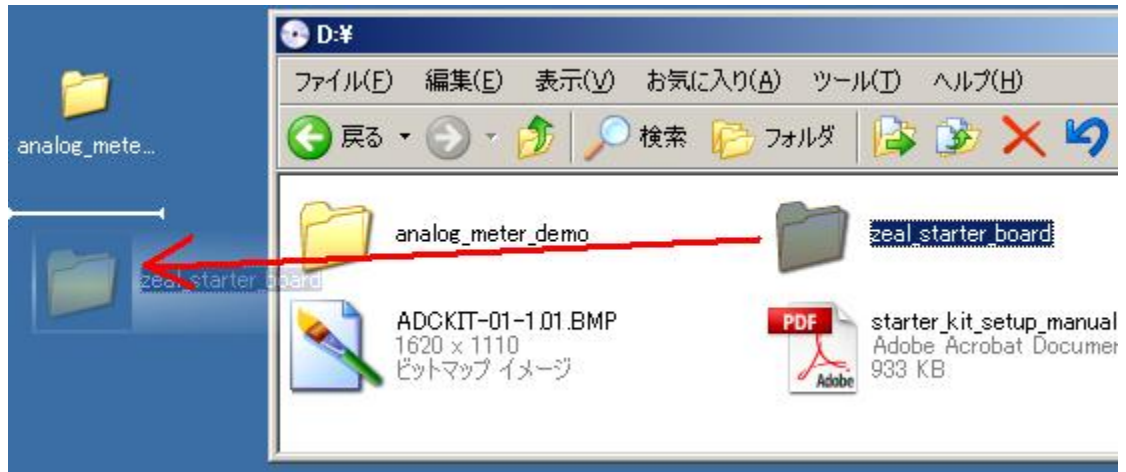 D:¥
ファイル(F) 編集(E) 表示(V) お気に入り(A) ツール(T) ヘルプ(H)
戻る 検索 フォルダ
analog_mete...
analog_meter_demo
zeal_starter_board
zeal_starter_board
ADCKIT-01-1.01.BMP
1620 x 1110
ビットマップ イメージ
PDF
Adobe
starter_kit_setup_manual
Adobe Acrobat Documen
933 KB